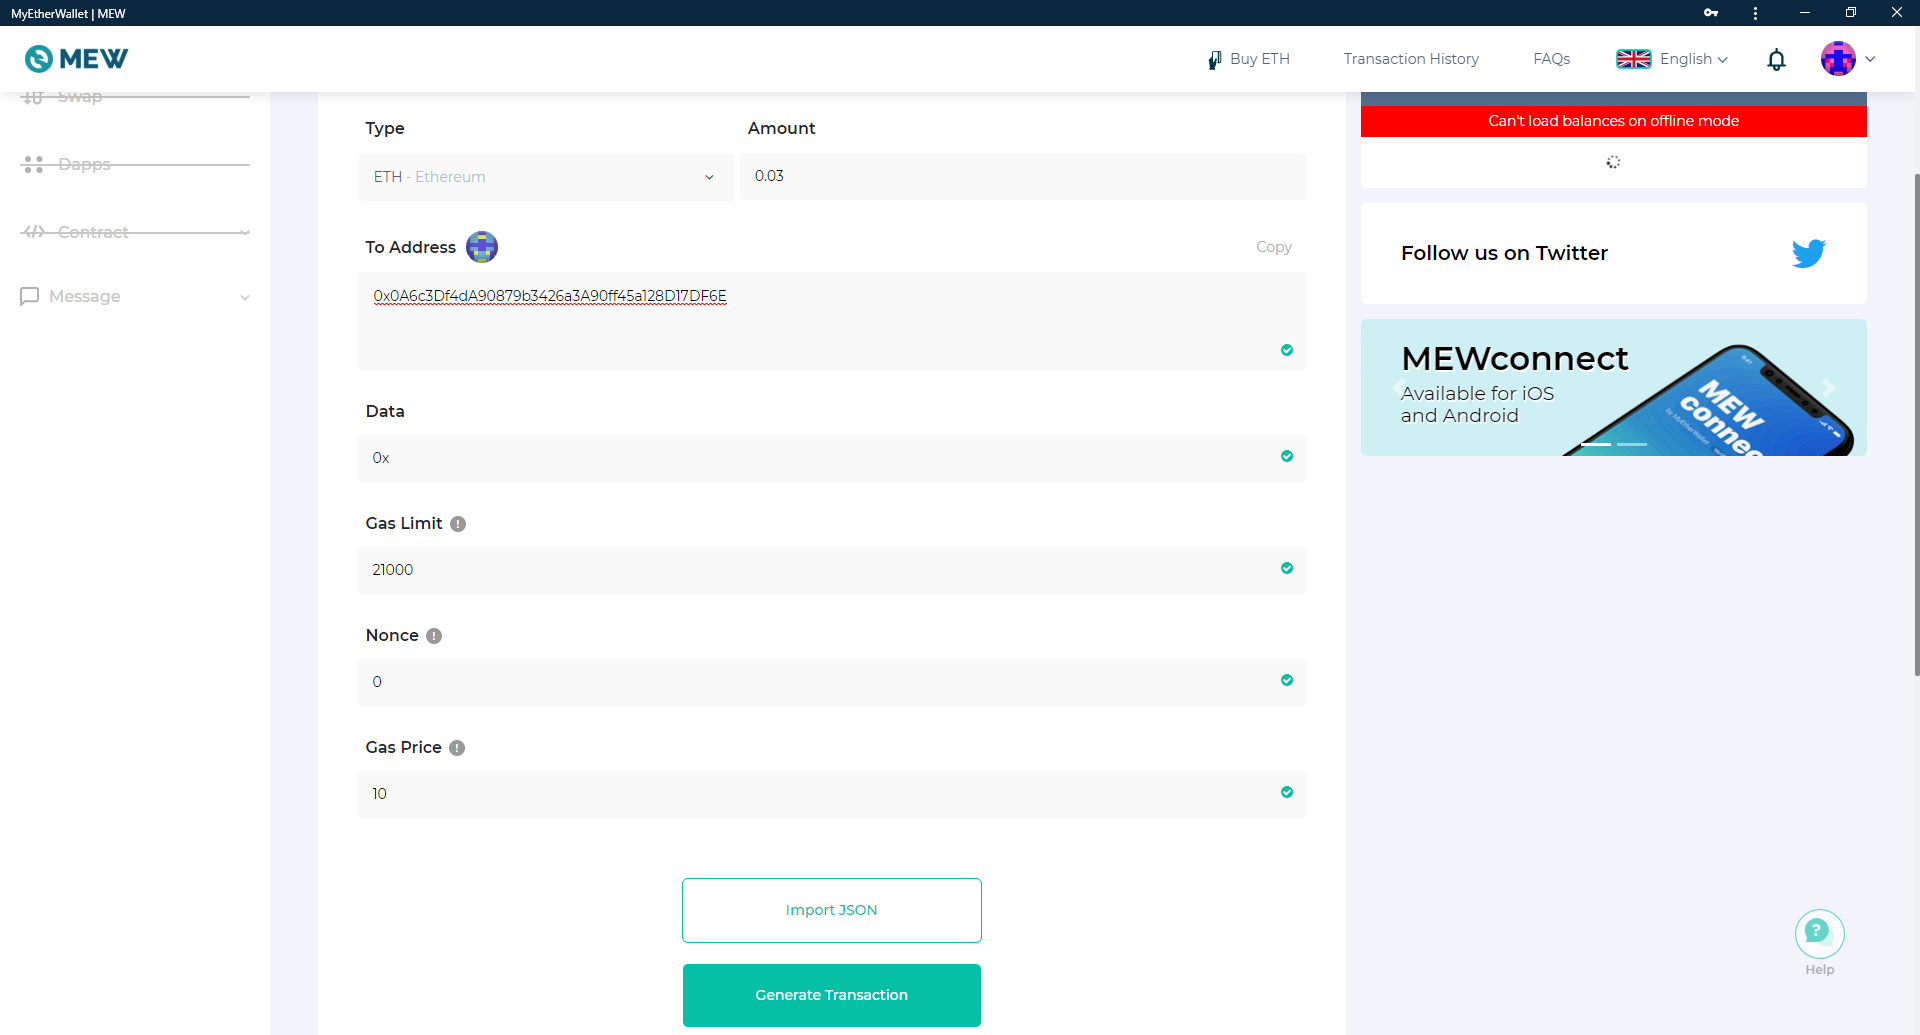 MyEtherWallet | MEW
MEW
Buy ETH
Transaction History
FAQs
English
Swap
Dapps
Contract
Message
Type
Amount
ETH - Ethereum
0.03
To Address
Copy
0x0A6c3Df4dA90879b3426a3A90ff45a128D17DF6E
Data
0x
Gas Limit
21000
Nonce
0
Gas Price
10
Import JSON
Generate Transaction
Can't load balances on offline mode
Follow us on Twitter
MEWconnect
Available for iOS
and Android
MEW
connec
Help